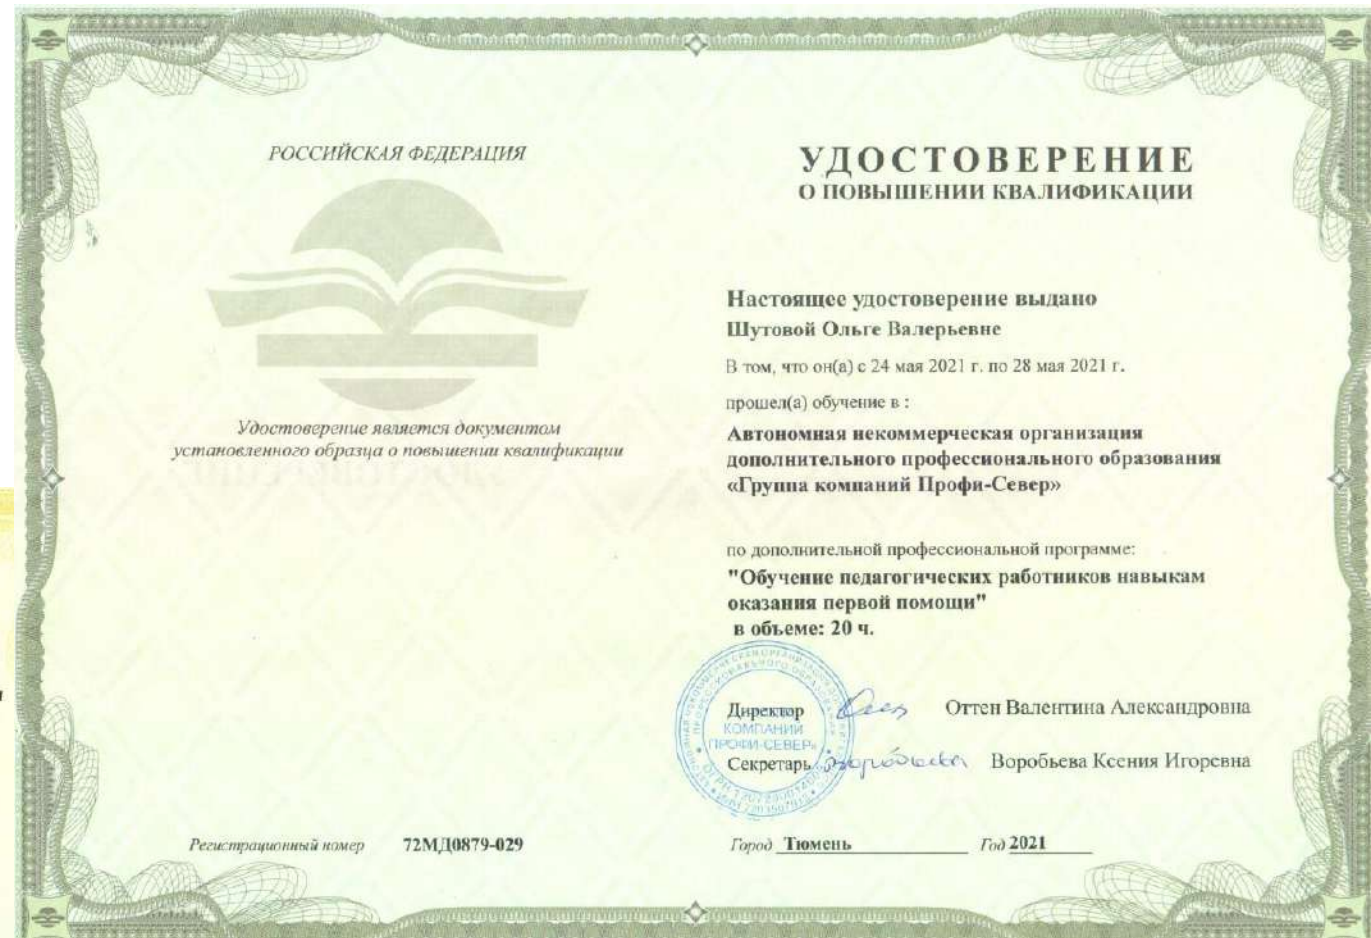 РОССИЙСКАЯ ФЕДЕРАЦИЯ
Удостоверение является документом
установленного образца о повышении квалификации
Регистрационный номер 72МД0879-029
УДОСТОВЕРЕНИЕ
О ПОВЫШЕНИИ КВАЛИФИКАЦИИ
Настоящее удостоверение выдано
Шутовой Ольге Валерьевне
В том, что он(а) с 24 мая 2021 г. по 28 мая 2021 г.
прошел(а) обучение в :
Автономная некоммерческая организация
дополнительного профессионального образования
«Группа компаний Профи-Север»
по дополнительной профессиональной программе:
"Обучение педагогических работников навыкам
оказания первой помощи"
в объеме: 20 ч.
Директор Оттен Валентина Александровна
КОМПАНИЙ
ПРОФИ-СЕВЕР»
Секретарь Воробьева Ксения Игоревна
Город Тюмень Год 2021